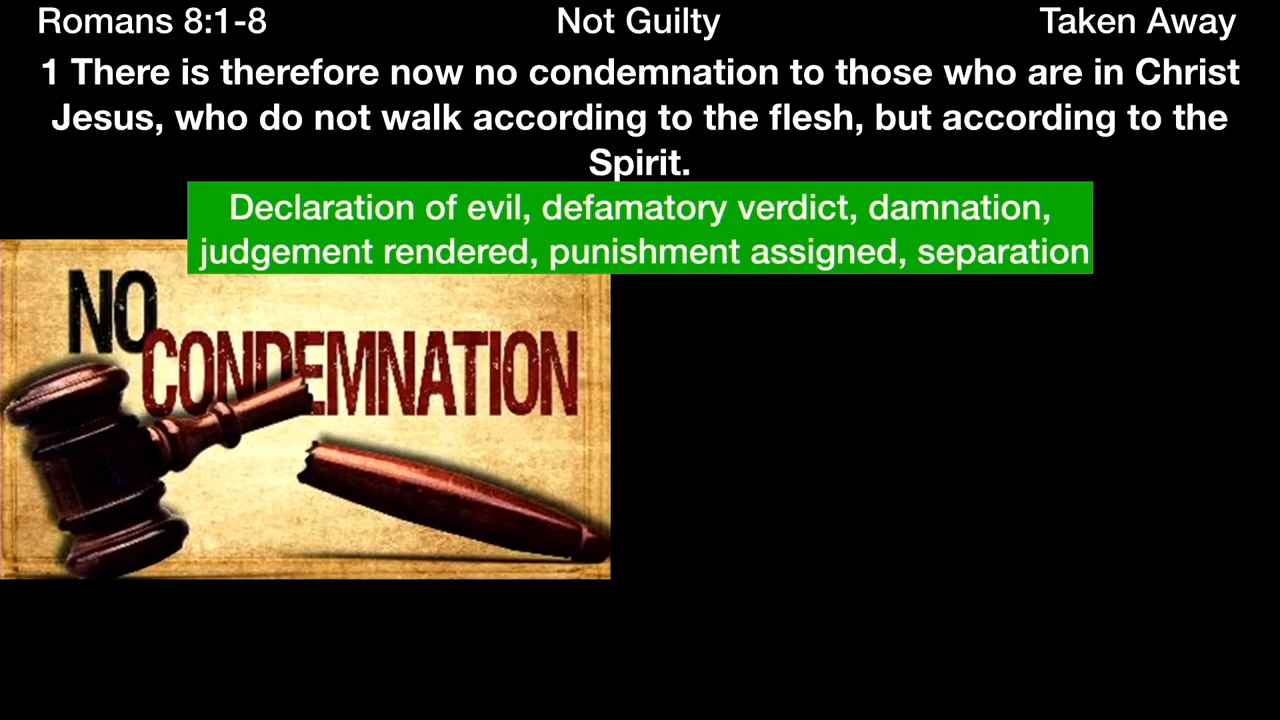 Romans 8:1-8 Not Guilty Taken Away
1 There is therefore now no condemnation to those who are in Christ
Jesus, who do not walk according to the flesh, but according to the
Spirit.
Declaration of evil, defamatory verdict, damnation,
judgement rendered, punishment assigned, separation
NO
CONDEMNATION